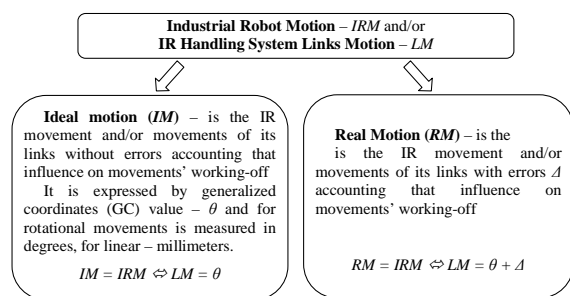 Industrial Robot Motion – IRM and/or
IR Handling System Links Motion – LM
Ideal motion (IM) – is the IR
movement and/or movements of its
links without errors accounting that
influence on movements’ working-off
It is expressed by generalized
coordinates (GC) value – θ and for
rotational movements is measured in
degrees, for linear – millimeters.
IM = IRM ⇔ LM = θ
Real Motion (RM) – is the
is the IR movement and/or
movements of its links with errors Δ
accounting that influence on
movements’ working-off
RM = IRM ⇔ LM = θ + Δ